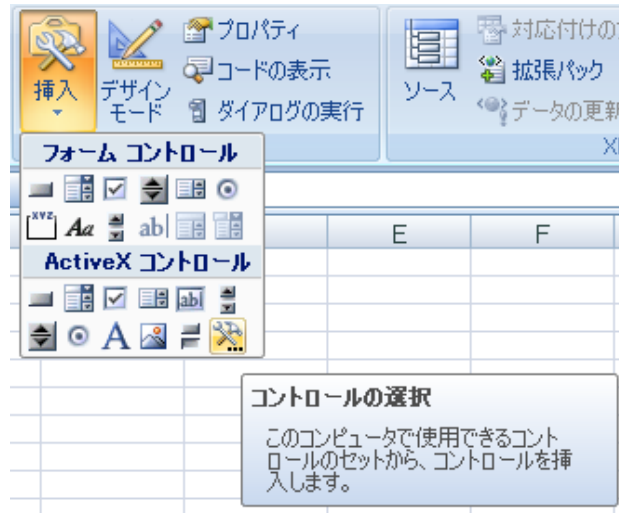 挿入
デザイン
モード
プロパティ
コードの表示
ダイアログの実行
ソース
対応付けの
拡張パック
データの更新
フォーム コントロール
XYZ
Aa
ab
ActiveX コントロール
ab
A
E
F
コントロールの選択
このコンピュータで使用できるコント
ロールのセットから、コントロールを挿
入します。